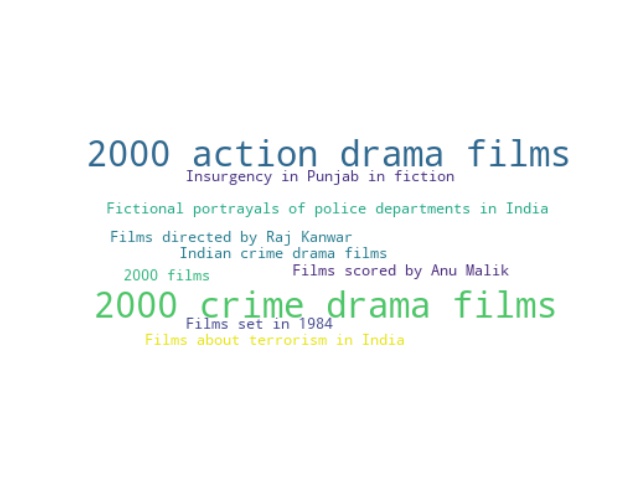 2000 action drama films
Insurgency in Punjab in fiction
Fictional portrayals of police departments in India
Films directed by Raj Kanwar
Indian crime drama films
Films scored by Anu Malik
2000 films
2000 crime drama films
Films set in 1984
Films about terrorism in India